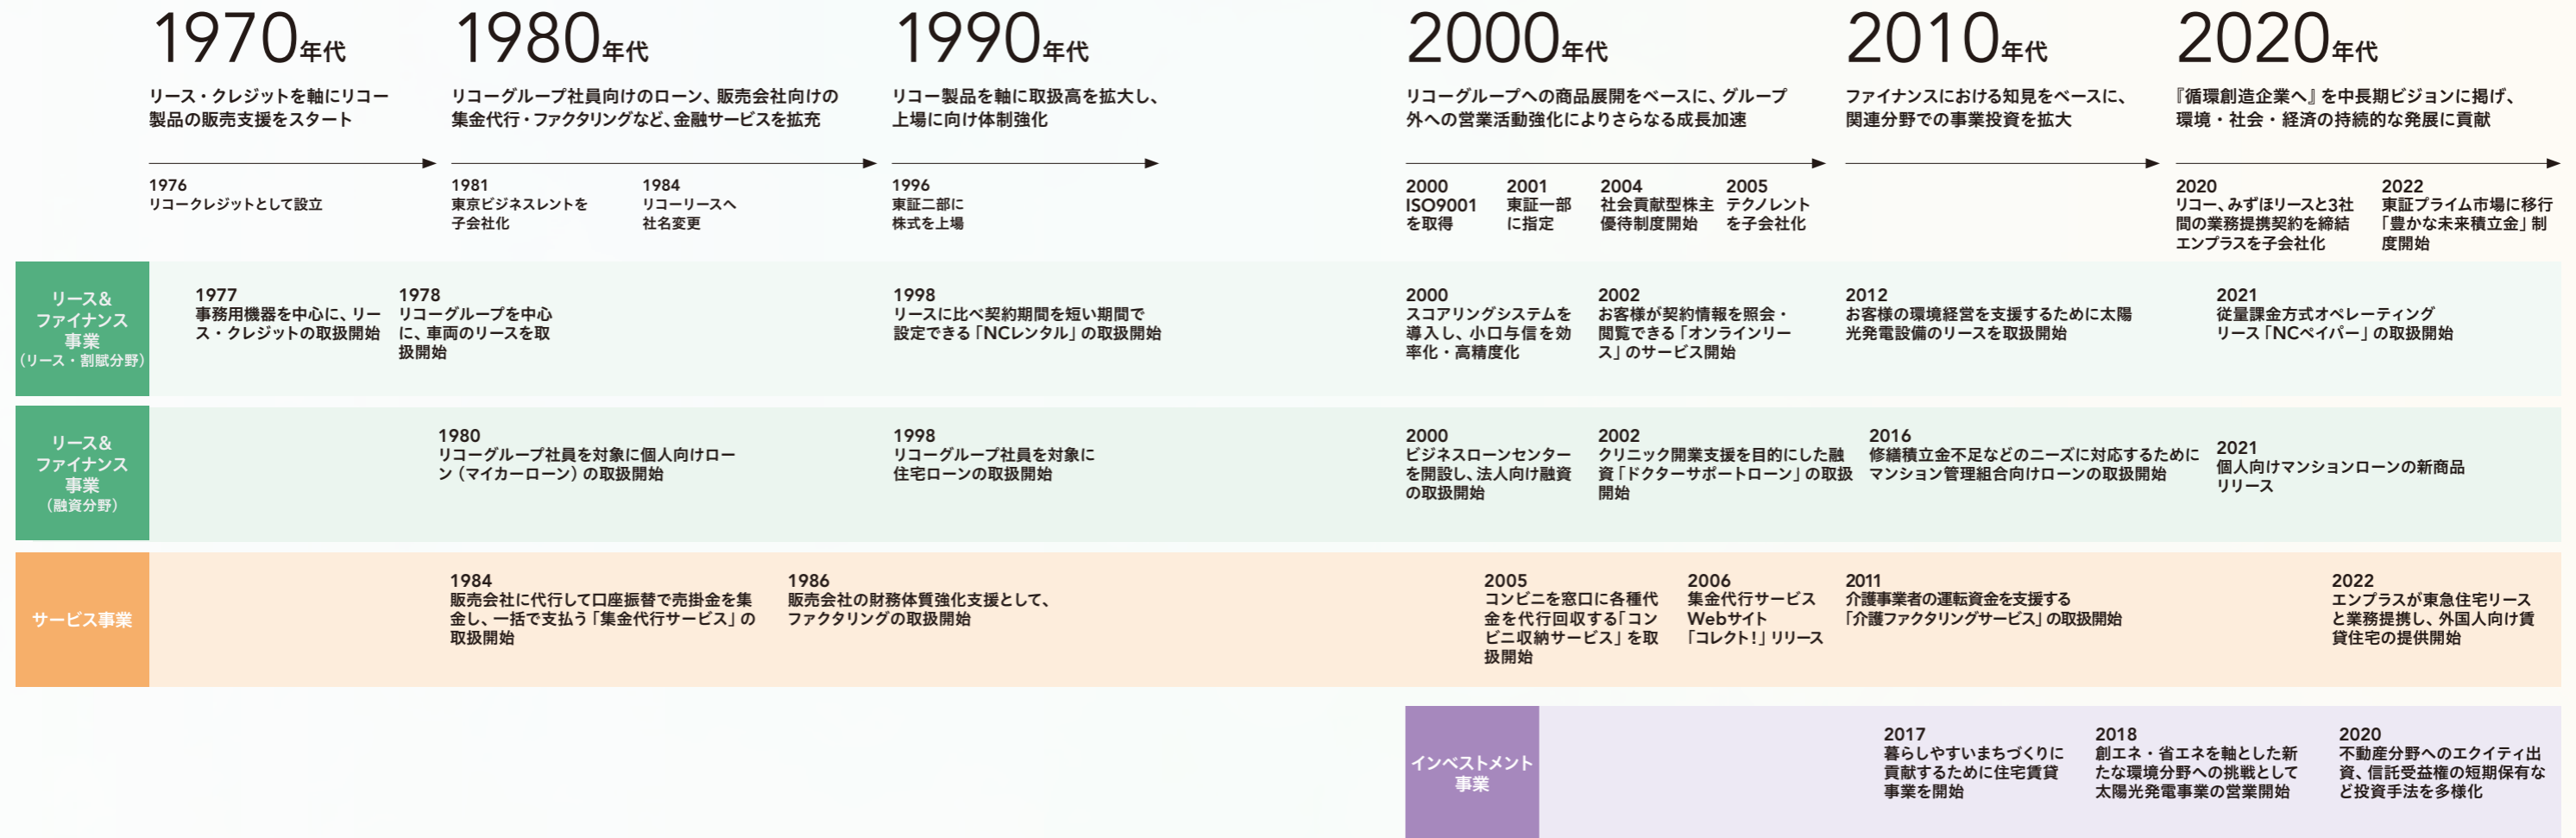 1970年代
リース・クレジットを軸にリコー
製品の販売支援をスタート
1976
リコークレジットとして設立
1980年代
リコーグループ社員向けのローン、販売会社向けの
集金代行・ファクタリングなど、金融サービスを拡充
1981
東京ビジネスレントを
子会社化
1984
リコーリースへ
社名変更
1990年代
リコー製品を軸に取扱高を拡大し、
上場に向け体制強化
1996
東証二部に
株式を上場
2000年代
リコーグループへの商品展開をベースに、グループ
外への営業活動強化によりさらなる成長加速
2000
ISO9001
を取得
2001
東証一部
に指定
2004
社会貢献型株主
優待制度開始
2005
テクノレント
を子会社化
2010年代
ファイナンスにおける知見をベースに、
関連分野での事業投資を拡大
2020年代
『循環創造企業へ』を中長期ビジョンに掲げ、
環境・社会・経済の持続的な発展に貢献
2020
リコー、みずほリースと3社
間の業務提携契約を締結
エンプラスを子会社化
2022
東証プライム市場に移行
「豊かな未来積立金」制
度開始
リース＆
ファイナンス
事業
（リース・割賦分野）
1977
事務用機器を中心に、リー
ス・クレジットの取扱開始
1978
リコーグループを中心
に、車両のリースを取
扱開始
1998
リースに比べ契約期間を短い期間で
設定できる「NCレンタル」の取扱開始
2000
スコアリングシステムを
導入し、小口与信を効
率化・高精度化
2002
お客様が契約情報を照会・
閲覧できる「オンラインリー
ス」のサービス開始
2012
お客様の環境経営を支援するために太陽
光発電設備のリースを取扱開始
2021
従量課金方式オペレーティング
リース「NCペイパー」の取扱開始
リース＆
ファイナンス
事業
（融資分野）
1980
リコーグループ社員を対象に個人向けロー
ン（マイカーローン）の取扱開始
1998
リコーグループ社員を対象に
住宅ローンの取扱開始
2000
ビジネスローンセンター
を開設し、法人向け融資
の取扱開始
2002
クリニック開業支援を目的にした融
資「ドクターサポートローン」の取扱
開始
2016
修繕積立金不足などのニーズに対応するために
マンション管理組合向けローンの取扱開始
2021
個人向けマンションローンの新商品
リリース
サービス事業
1984
販売会社に代行して口座振替で売掛金を集
金し、一括で支払う「集金代行サービス」の
取扱開始
1986
販売会社の財務体質強化支援として、
ファクタリングの取扱開始
2005
コンビニを窓口に各種代
金を代行回収する「コン
ビニ収納サービス」を取
扱開始
2006
集金代行サービス
Webサイト
「コレクト！」リリース
2011
介護事業者の運転資金を支援する
「介護ファクタリングサービス」の取扱開始
2022
エンプラスが東急住宅リース
と業務提携し、外国人向け賃
貸住宅の提供開始
インベストメント
事業
2017
暮らしやすいまちづくりに
貢献するために住宅賃貸
事業を開始
2018
創エネ・省エネを軸とした新
たな環境分野への挑戦として
太陽光発電事業の営業開始
2020
不動産分野へのエクイティ出
資、信託受益権の短期保有な
ど投資手法を多様化